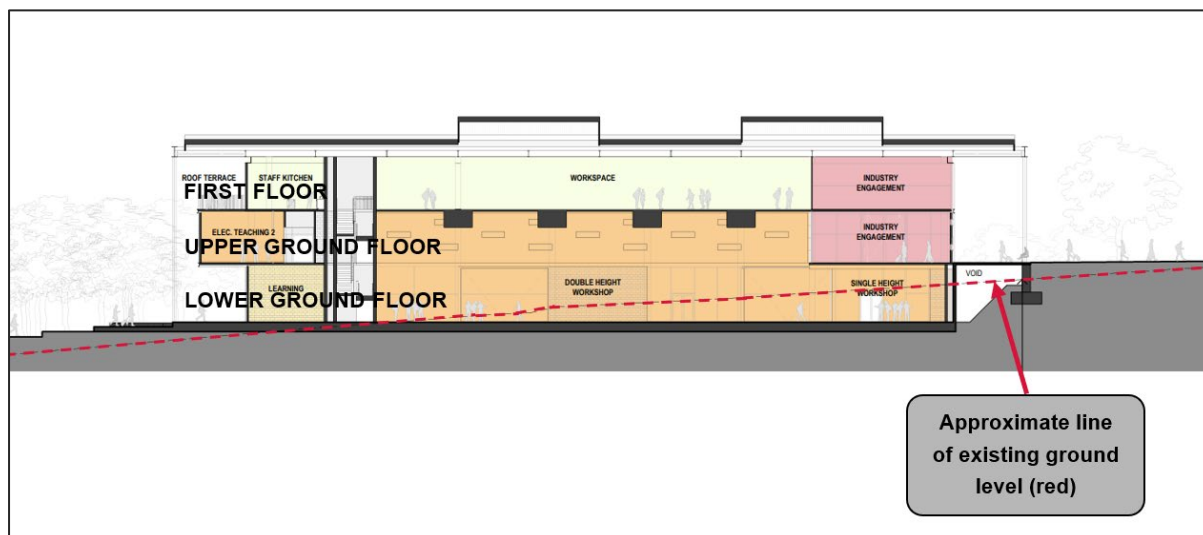 ROOF TERRACE
STAFF KITCHEN
FIRST FLOOR
WORKSPACE
INDUSTRY
ENGAGEMENT
ELEC. TEACHING 2
UPPER GROUND FLOOR
INDUSTRY
ENGAGEMENT
LEARNING
LOWER GROUND FLOOR
DOUBLE HEIGHT
WORKSHOP
SINGLE HEIGHT
WORKSHOP
VOID
Approximate line
of existing ground
level (red)